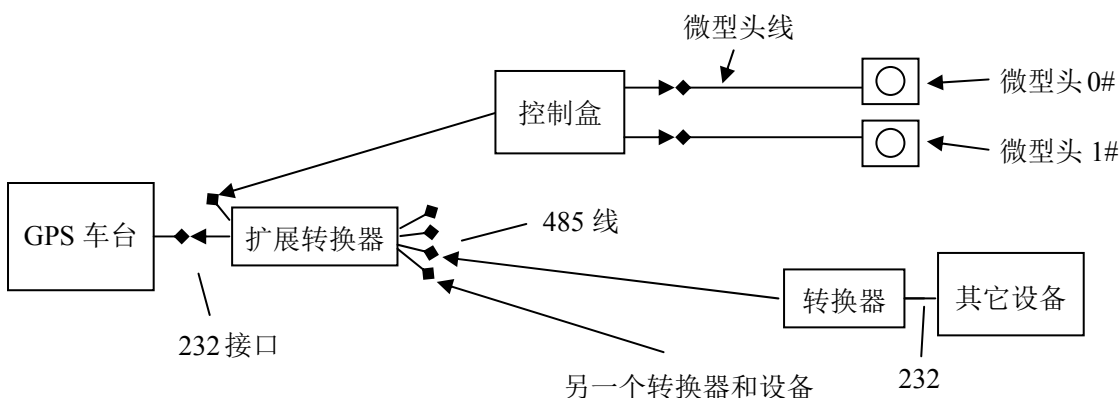 微型头线
控制盒
微型头 0#
微型头 1#
GPS 车台
扩展转换器
485 线
转换器
其它设备
232 接口
另一个转换器和设备
232